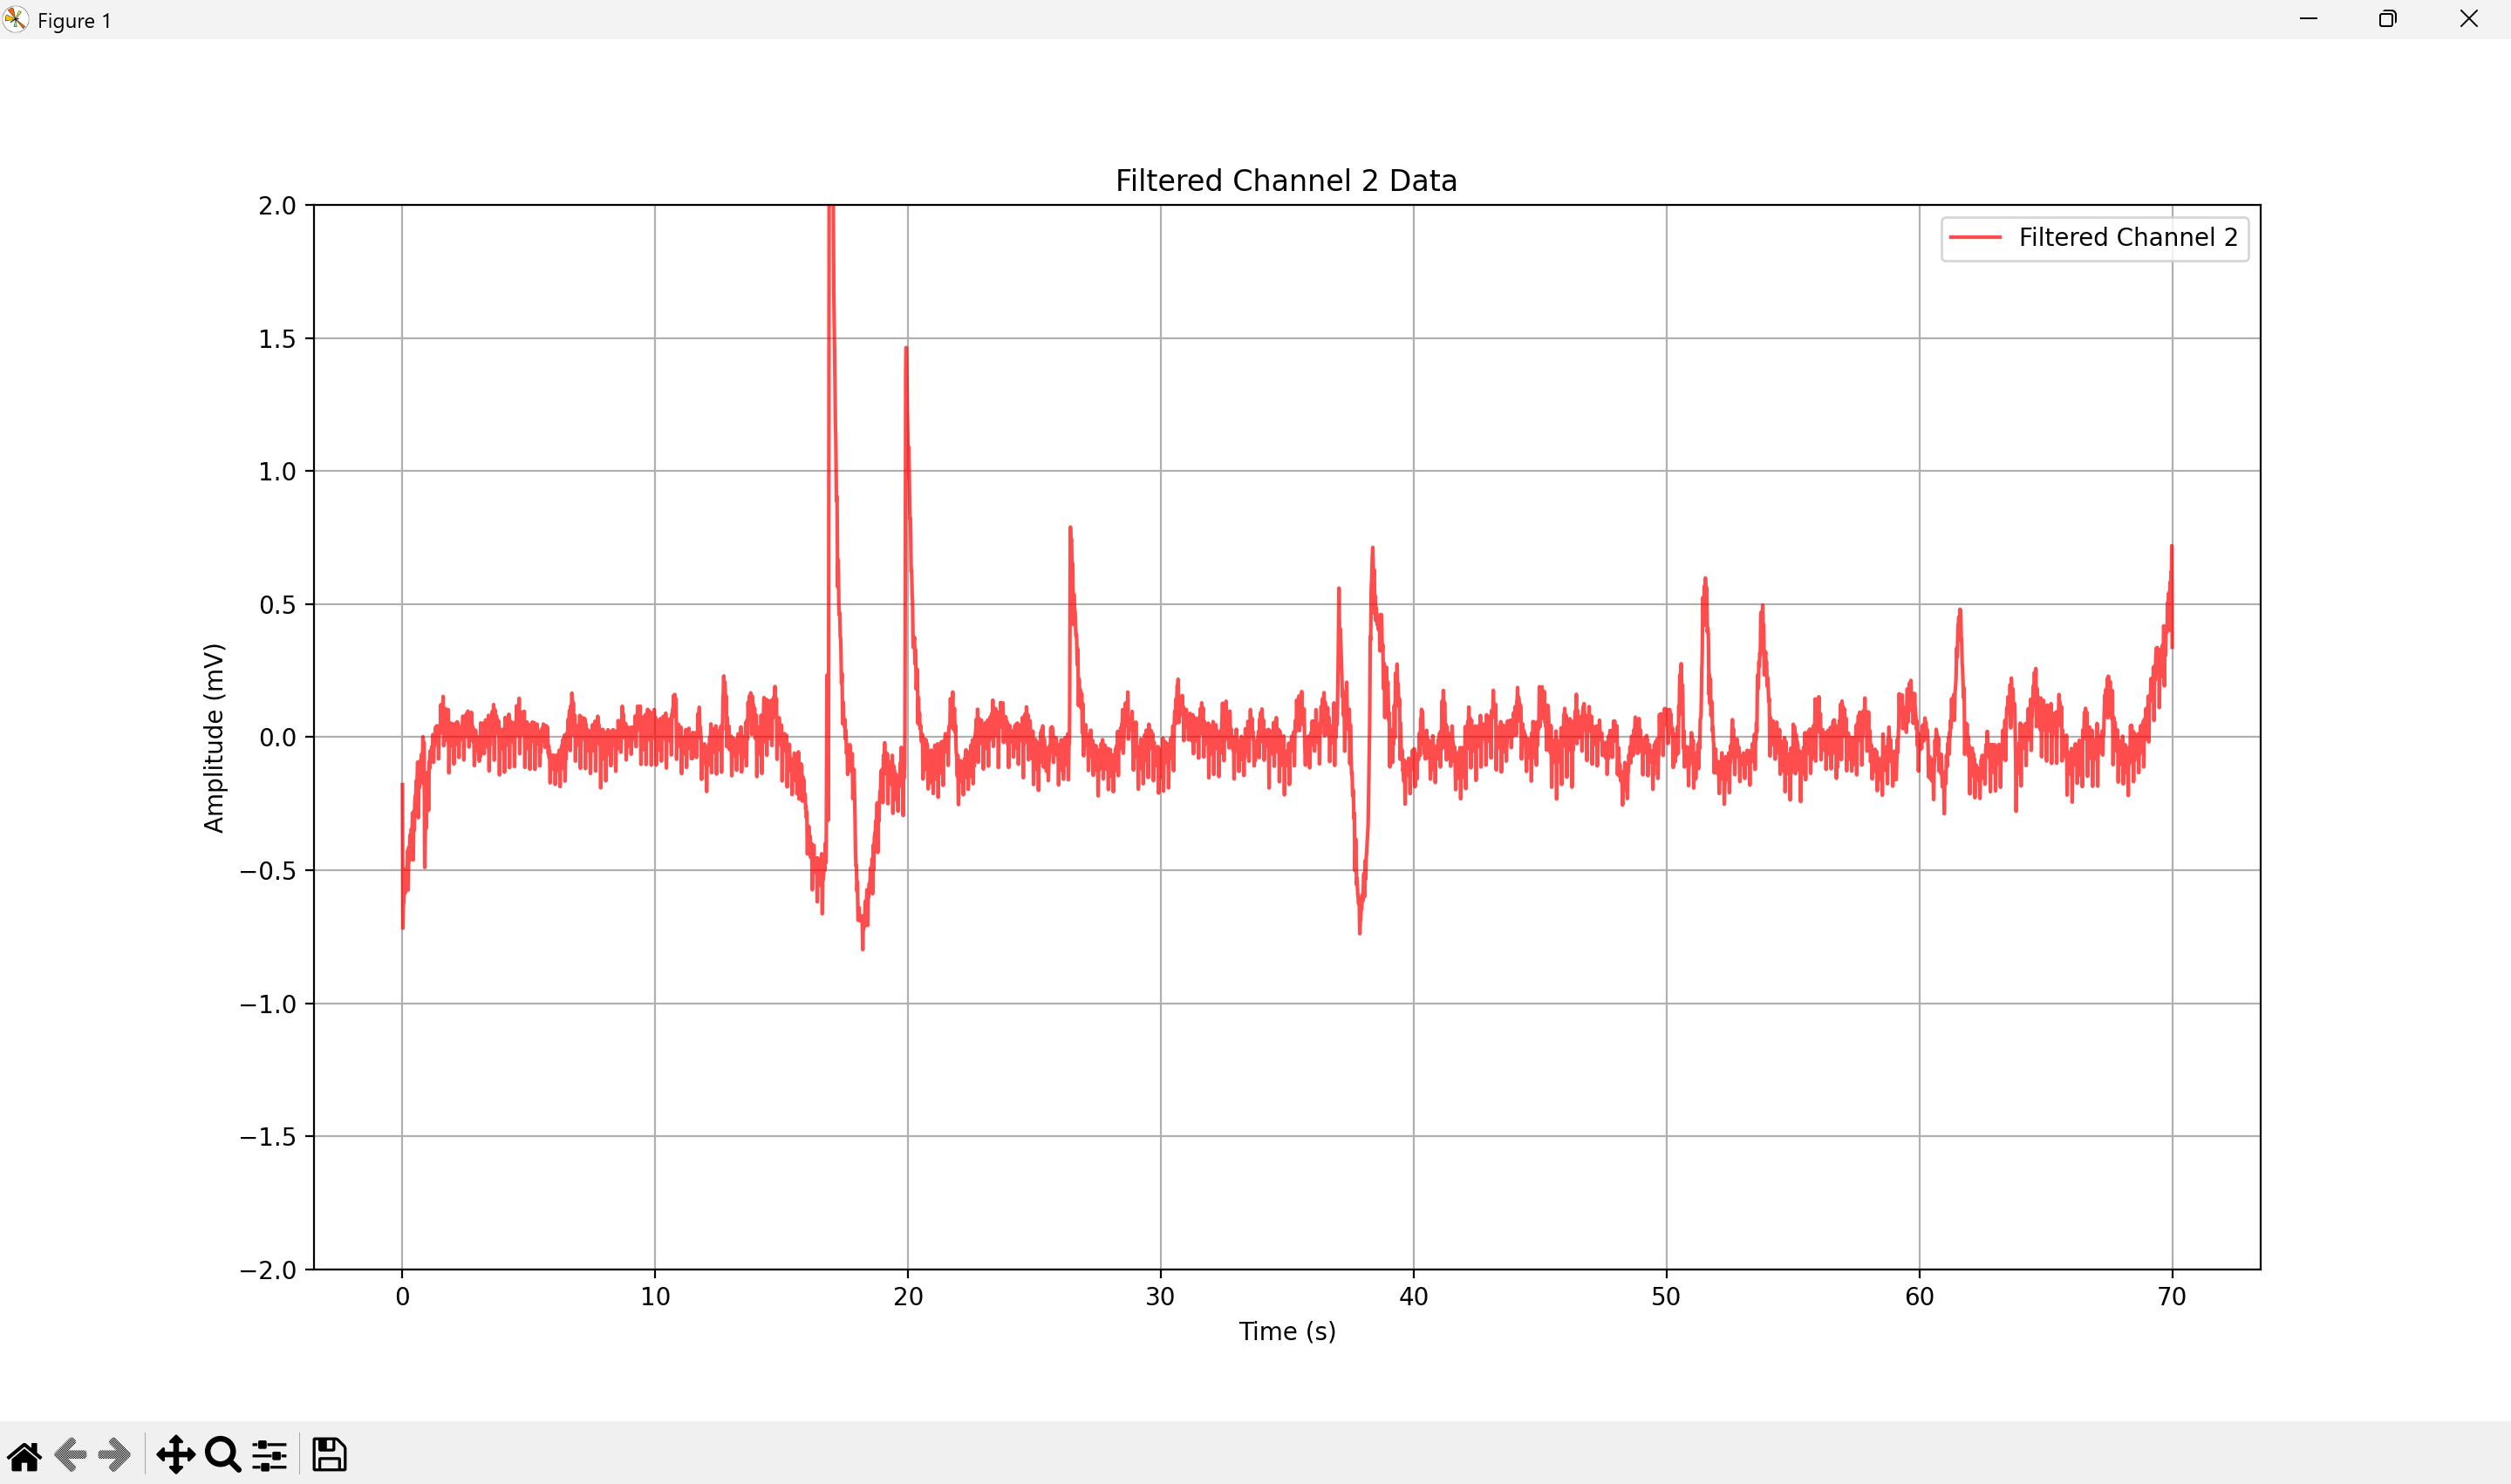 Figure 1
Filtered Channel 2 Data
Filtered Channel 2
Amplitude (mV)
2.0
1.5
1.0
0.5
0.0
−0.5
−1.0
−1.5
−2.0
0 10 20 30 40 50 60 70
Time (s)